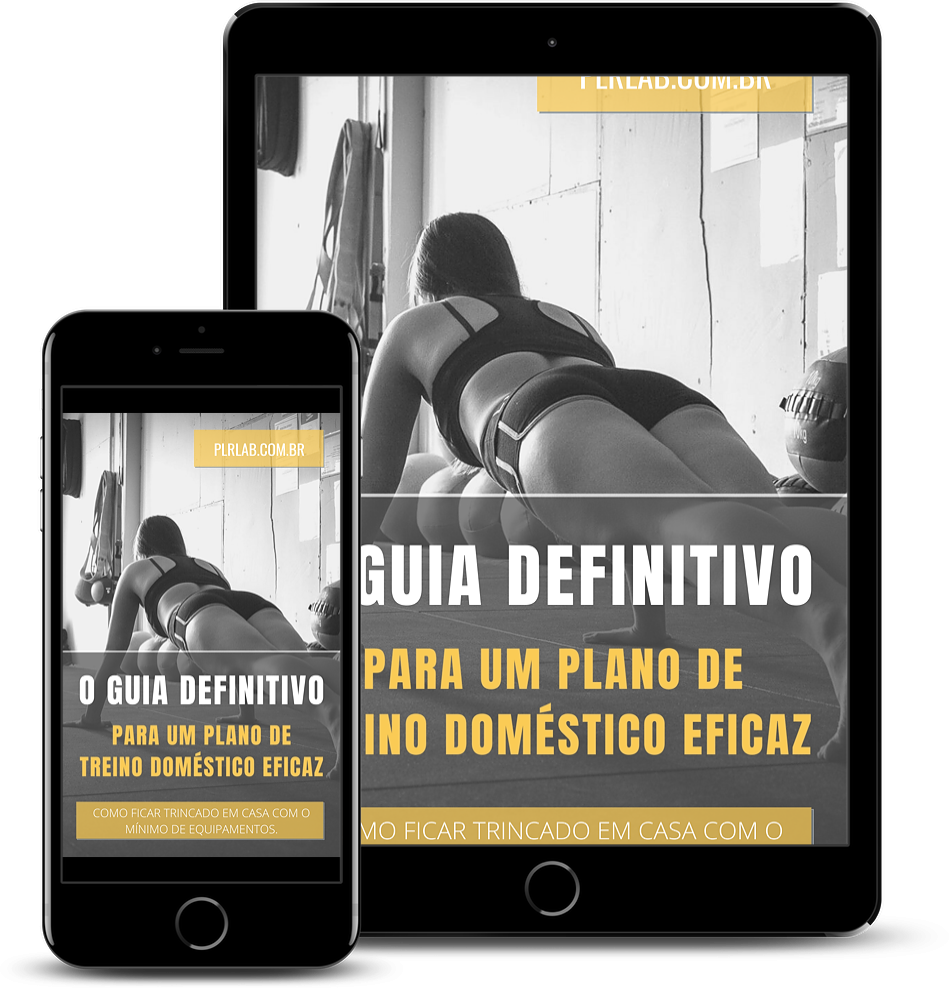 PLRLAB.COM.BR
GUIA DEFINITIVO
PARA UM PLANO DE
INO DOMÉSTICO EFICAZ
MO FICAR TRINCADO EM CASA COM O
PLRLAB.COM.BR
O GUIA DEFINITIVO
PARA UM PLANO DE
TREINO DOMÉSTICO EFICAZ
COMO FICAR TRINCADO EM CASA COM O
MÍNIMO DE EQUIPAMENTOS.